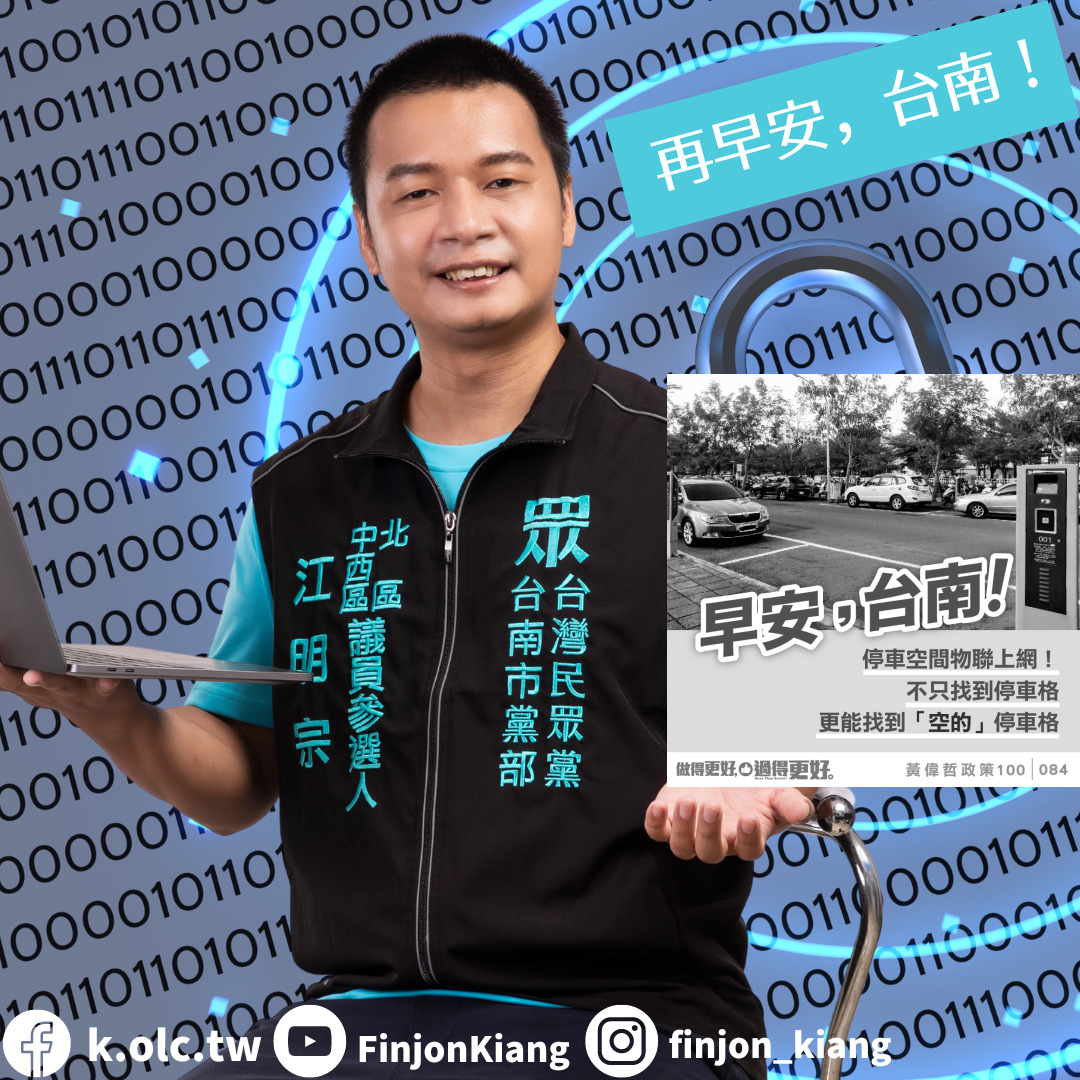 再早安，台南！
北區
中西區
議員參選人
江明宗
眾
台灣民眾黨
台南市黨部
001
早安，台南！
停車空間物聯上網！
不只找到停車格
更能找到「空的」停車格
做得更好，過得更好。
黃偉哲政策100 | 084
k.olc.tw
FinjonKiang
finjon_kiang